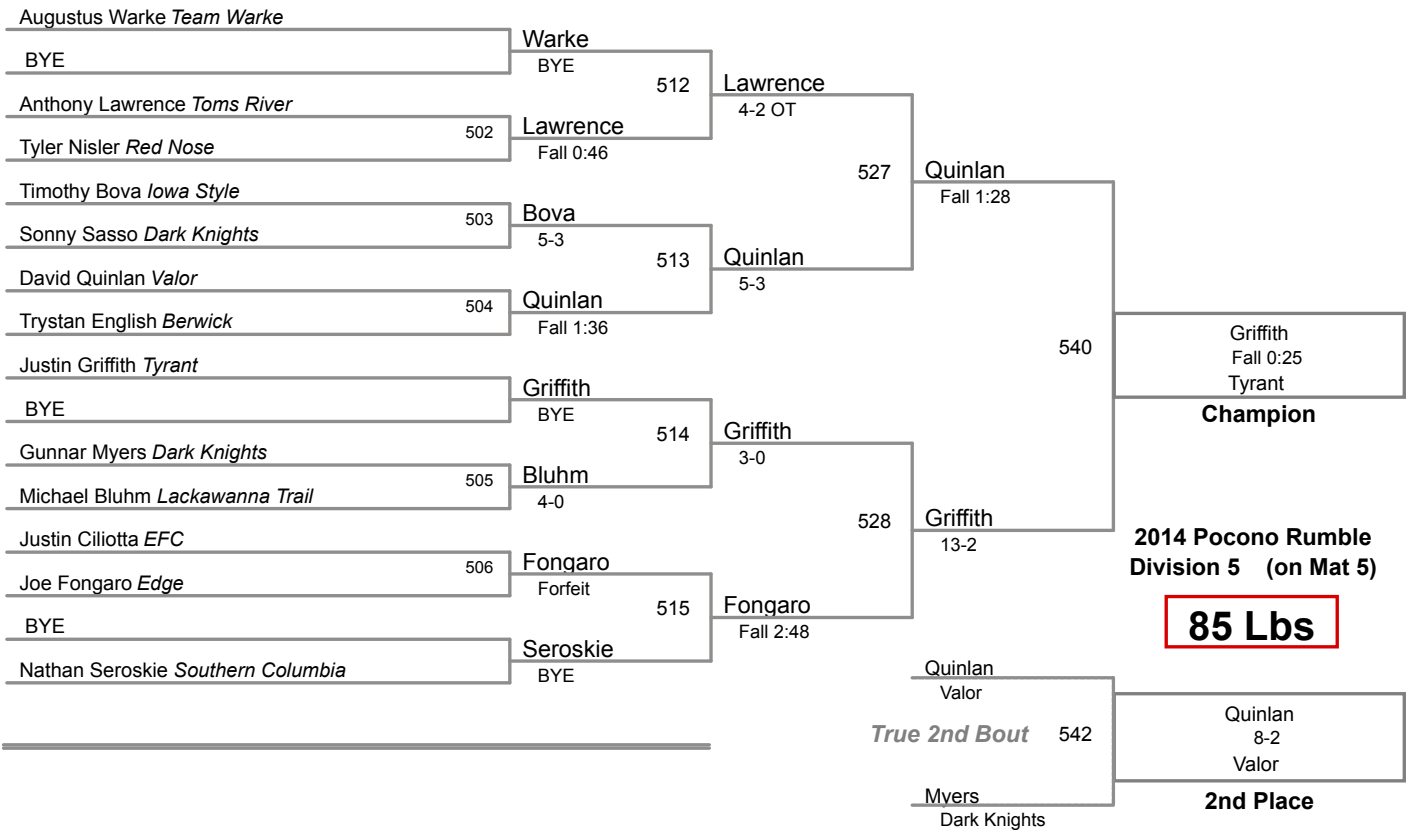 Augustus Warke Team Warke
BYE
Anthony Lawrence Toms River
Tyler Nisler Red Nose
Timothy Bova Iowa Style
Sonny Sasso Dark Knights
David Quinlan Valor
Trystan English Berwick
Justin Griffith Tyrant
BYE
Gunnar Myers Dark Knights
Michael Bluhm Lackawanna Trail
Justin Ciliotta EFC
Joe Fongaro Edge
BYE
Nathan Seroskie Southern Columbia
502
503
504
505
506
Warke
BYE
Lawrence
Fall 0:46
Bova
5-3
Quinlan
Fall 1:36
Griffith
BYE
Bluhm
4-0
Fongaro
Forfeit
Seroskie
BYE
512
513
514
515
Lawrence
4-2 OT
Quinlan
5-3
Griffith
3-0
Fongaro
Fall 2:48
527
528
Quinlan
Fall 1:28
Griffith
13-2
540
Griffith
Fall 0:25
Tyrant
Champion
2014 Pocono Rumble
Division 5 (on Mat 5)
85 Lbs
Quinlan
Valor
True 2nd Bout 542
Myers
Dark Knights
Quinlan
8-2
Valor
2nd Place